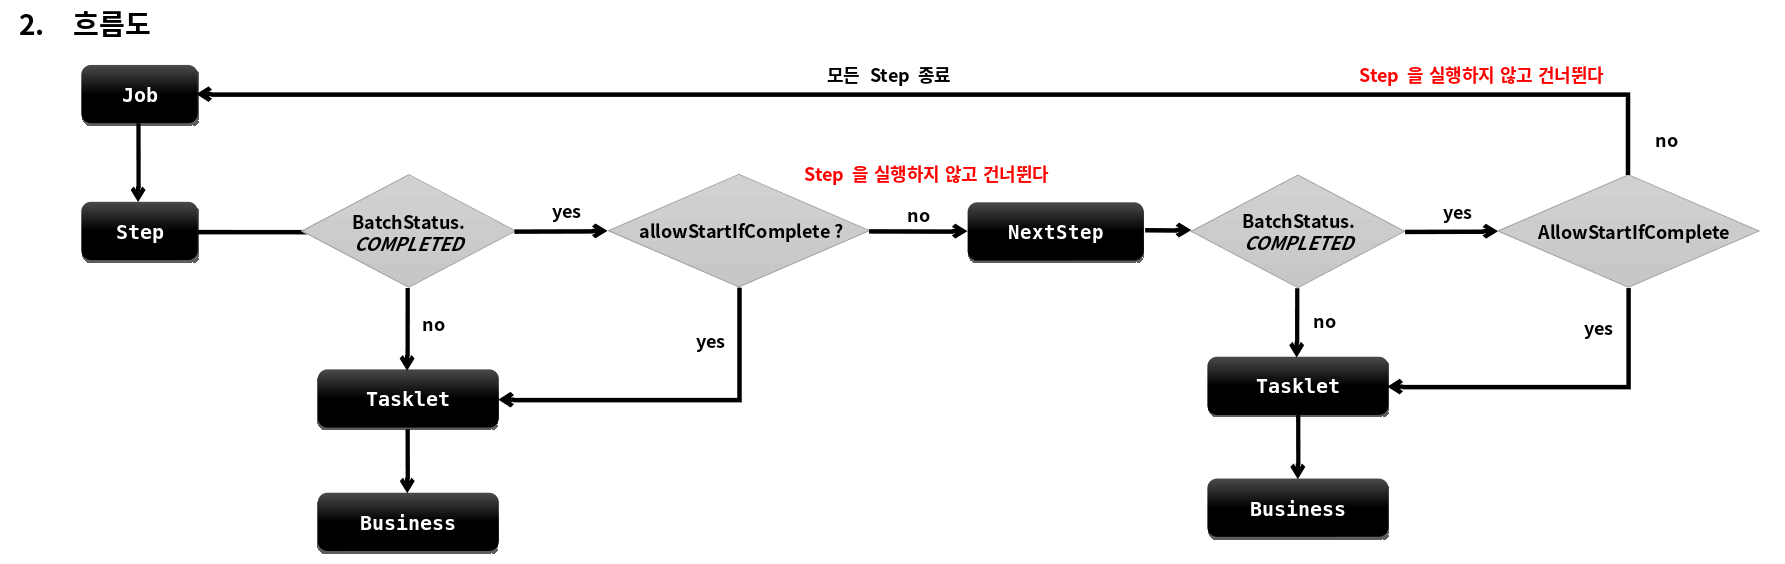 2. 흐름도
모든 Step 종료
Step 을 실행하지 않고 건너뛴다
Job
no
Step 을 실행하지 않고 건너뛴다
Step
BatchStatus.
COMPLETED
yes
allowStartIfComplete ?
no
NextStep
BatchStatus.
COMPLETED
yes
AllowStartIfComplete
no
yes
no
yes
Tasklet
Tasklet
Business
Business